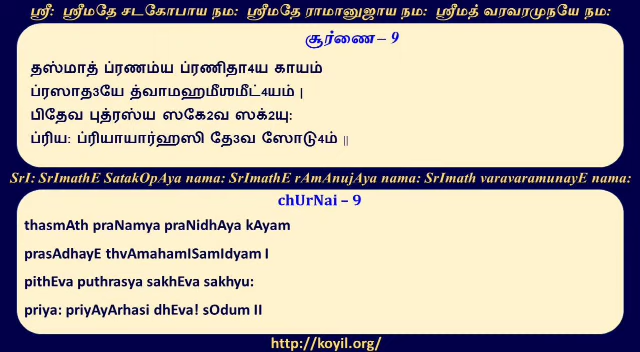 ஸ்ரீ: ஸ்ரீமதே சடகோபாய நம: ஸ்ரீமதே ராமானுஜாய நம: ஸ்ரீமத் வரவரமுநயே நம:
சூர்ணை – 9
தஸ்மாத் ப்ரணம்ய ப்ரணிதா4ய காயம்
ப்ரஸாத3யே த்வாமஹமீஶமீட்4யம் |
பிதேவ புத்ரஸ்ய ஸகே2வ ஸக்2யு:
ப்ரிய: ப்ரியாயார்ஹஸி தே3வ ஸோடு4ம் ||
SrI: SrImathE SatakOpAya nama: SrImathE rAmAnujAya nama: SrImath varavaramunayE nama:
chUrNai – 9
thasmAth praNamya praNidhAya kAyam
prasAdhayE thvAmahamISamIdyam I
pithEva puthrasya sakhEva sakhyu:
priya: priyAyArhasi dhEva! sOdum II
http://koyil.org/